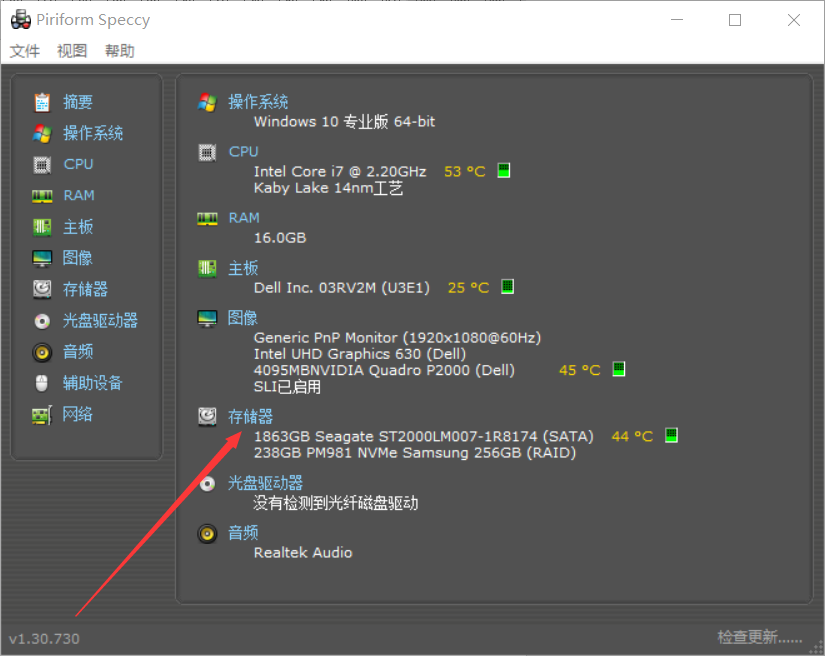 Piriform Speccy
文件 视图 帮助
摘要
操作系统
CPU
RAM
主板
图像
存储器
光盘驱动器
音频
辅助设备
网络
操作系统
Windows 10 专业版 64-bit
CPU
Intel Core i7 @ 2.20GHz 53 °C
Kaby Lake 14nm工艺
RAM
16.0GB
主板
Dell Inc. 03RV2M (U3E1) 25 °C
图像
Generic PnP Monitor (1920x1080@60Hz)
Intel UHD Graphics 630 (Dell)
4095MBNVIDIA Quadro P2000 (Dell) 45 °C
SLI已启用
存储器
1863GB Seagate ST2000LM007-1R8174 (SATA) 44 °C
238GB PM981 NVMe Samsung 256GB (RAID)
光盘驱动器
没有检测到光纤磁盘驱动
音频
Realtek Audio
v1.30.730 检查更新......